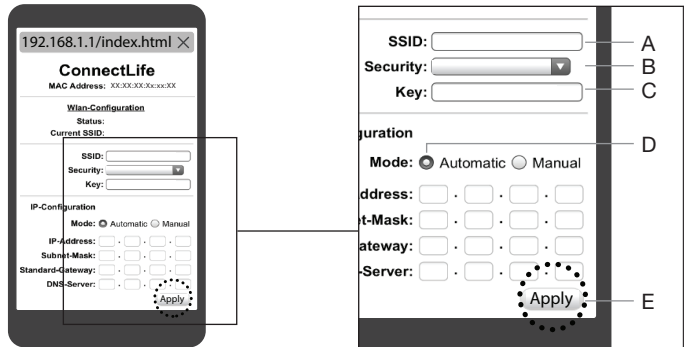 192.168.1.1/index.html ×
ConnectLife
MAC Address: XX:XX:XX:Xx:xx:XX
Wlan-Configuration
Status:
Current SSID:
SSID:
Security:
Key:
IP-Configuration
Mode: Automatic Manual
IP-Address:
Subnet-Mask:
Standard-Gateway:
DNS-Server:
Apply
SSID: A
Security: B
Key: C
juration
D
Mode: Automatic Manual
ddress:
et-Mask:
ateway:
-Server:
Apply E